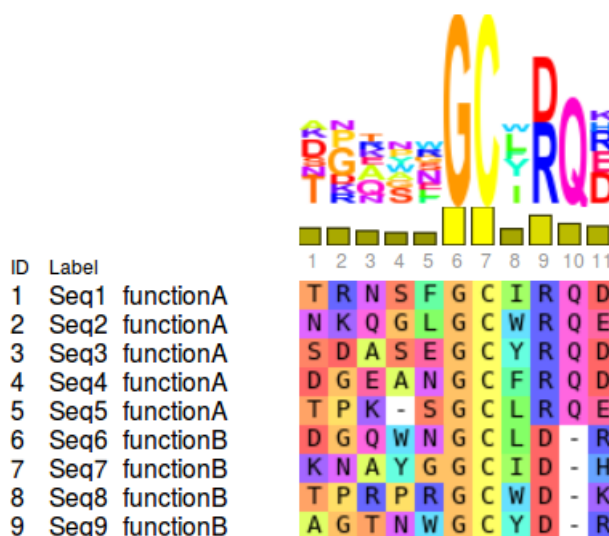 1 2 3 4 5 6 7 8 9 10 11
ID Label
1 Seq1 functionA T R N S F G C I R Q D
2 Seq2 functionA N K Q G L G C W R Q E
3 Seq3 functionA S D A S E G C Y R Q D
4 Seq4 functionA D G E A N G C F R Q D
5 Seq5 functionA T P K - S G C L R Q E
6 Seq6 functionB D G Q W N G C L D - R
7 Seq7 functionB K N A Y G G C I D - H
8 Seq8 functionB T P R P R G C W D - K
9 Seq9 functionB A G T N W G C Y D - R